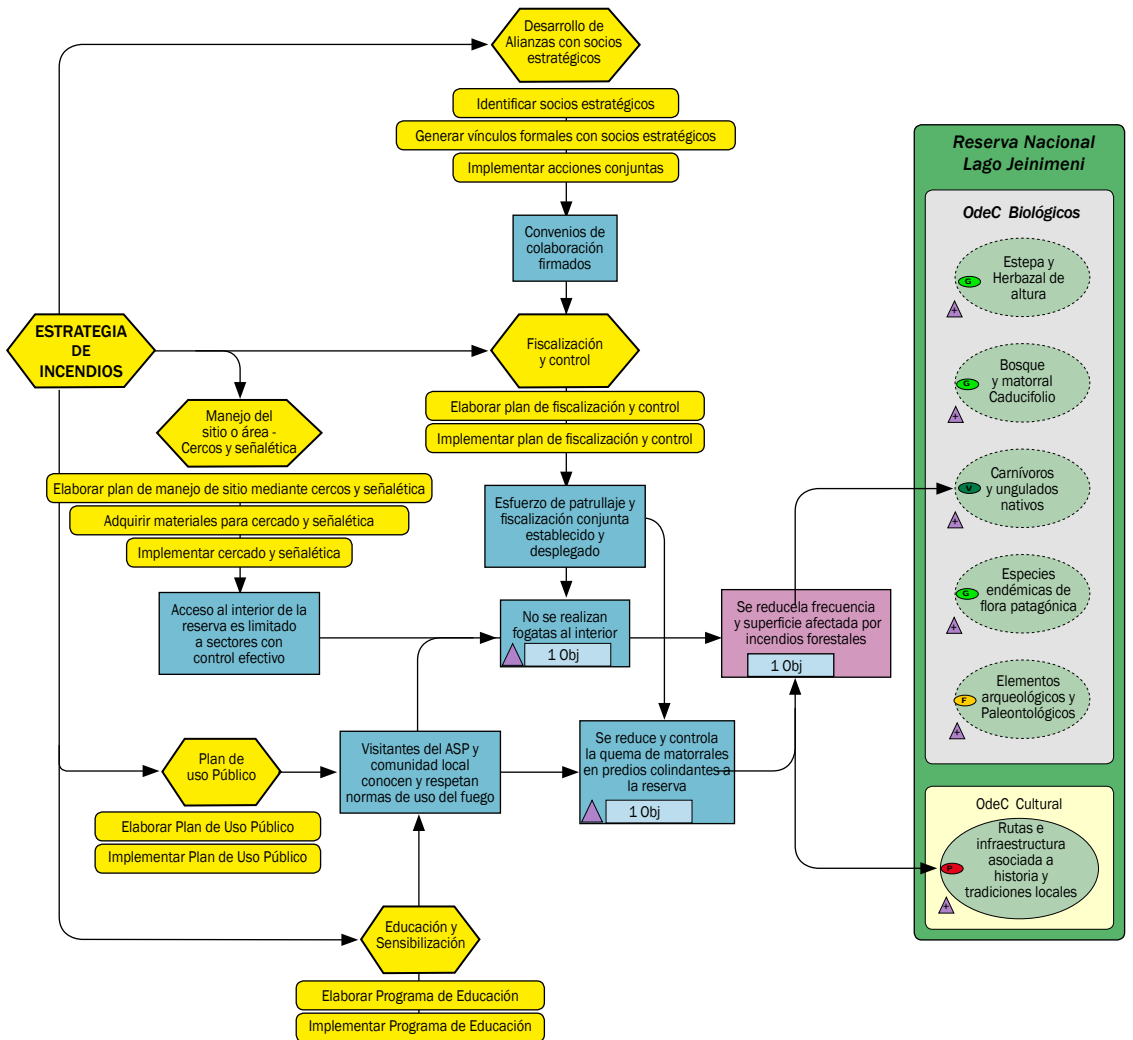 Desarrollo de
Alianzas con socios
estratégicos
Identificar socios estratégicos
Generar vínculos formales con socios estratégicos
Implementar acciones conjuntas
Convenios de
colaboración
firmados
ESTRATEGIA
DE
INCENDIOS
Fiscalización
y control
Elaborar plan de fiscalización y control
Implementar plan de fiscalización y control
Manejo del
sitio o área -
Cercos y señalética
Elaborar plan de manejo de sitio mediante cercos y señalética
Adquirir materiales para cercado y señalética
Implementar cercado y señalética
Esfuerzo de patrullaje y
fiscalización conjunta
establecido y
desplegado
Acceso al interior de la
reserva es limitado
a sectores con
control efectivo
No se realizan
fogatas al interior
1 Obj
Se reducela frecuencia
y superficie afectada por
incendios forestales
1 Obj
Plan de
uso Público
Elaborar Plan de Uso Público
Implementar Plan de Uso Público
Visitantes del ASP y
comunidad local
conocen y respetan
normas de uso del fuego
Se reduce y controla
la quema de matorrales
en predios colindantes a
la reserva
1 Obj
Educación y
Sensibilización
Elaborar Programa de Educación
Implementar Programa de Educación
Reserva Nacional
Lago Jeinimeni
OdeC Biológicos
Estepa y
Herbazal de
altura
G
+
Bosque
y matorral
Caducifolio
G
+
Carnívoros
y ungulados
nativos
V
+
Especies
endémicas de
flora patagónica
G
+
Elementos
arqueológicos y
Paleontológicos
F
+
OdeC Cultural
Rutas e
infraestructura
asociada a
historia y
tradiciones locales
P
+